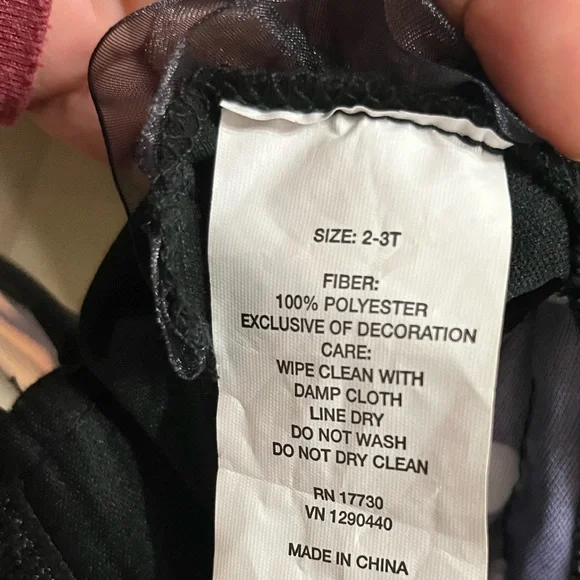 SIZE: 2-3T
FIBER:
100% POLYESTER
EXCLUSIVE OF DECORATION
CARE:
WIPE CLEAN WITH
DAMP CLOTH
LINE DRY
DO NOT WASH
DO NOT DRY CLEAN
RN 17730
VN 1290440
MADE IN CHINA